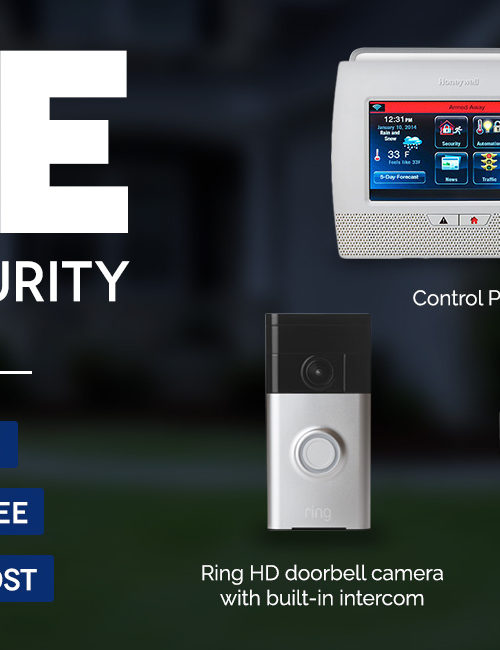 E
URITY
EE
OST
Honeywell
Armed Away
12:31 PM
January 10, 2014
Rain and
Snow
33 F
Feels like 33F
5-Day Forecast
Security
Automation
News
Traffic
Control P
ring
Ring HD doorbell camera
with built-in intercom